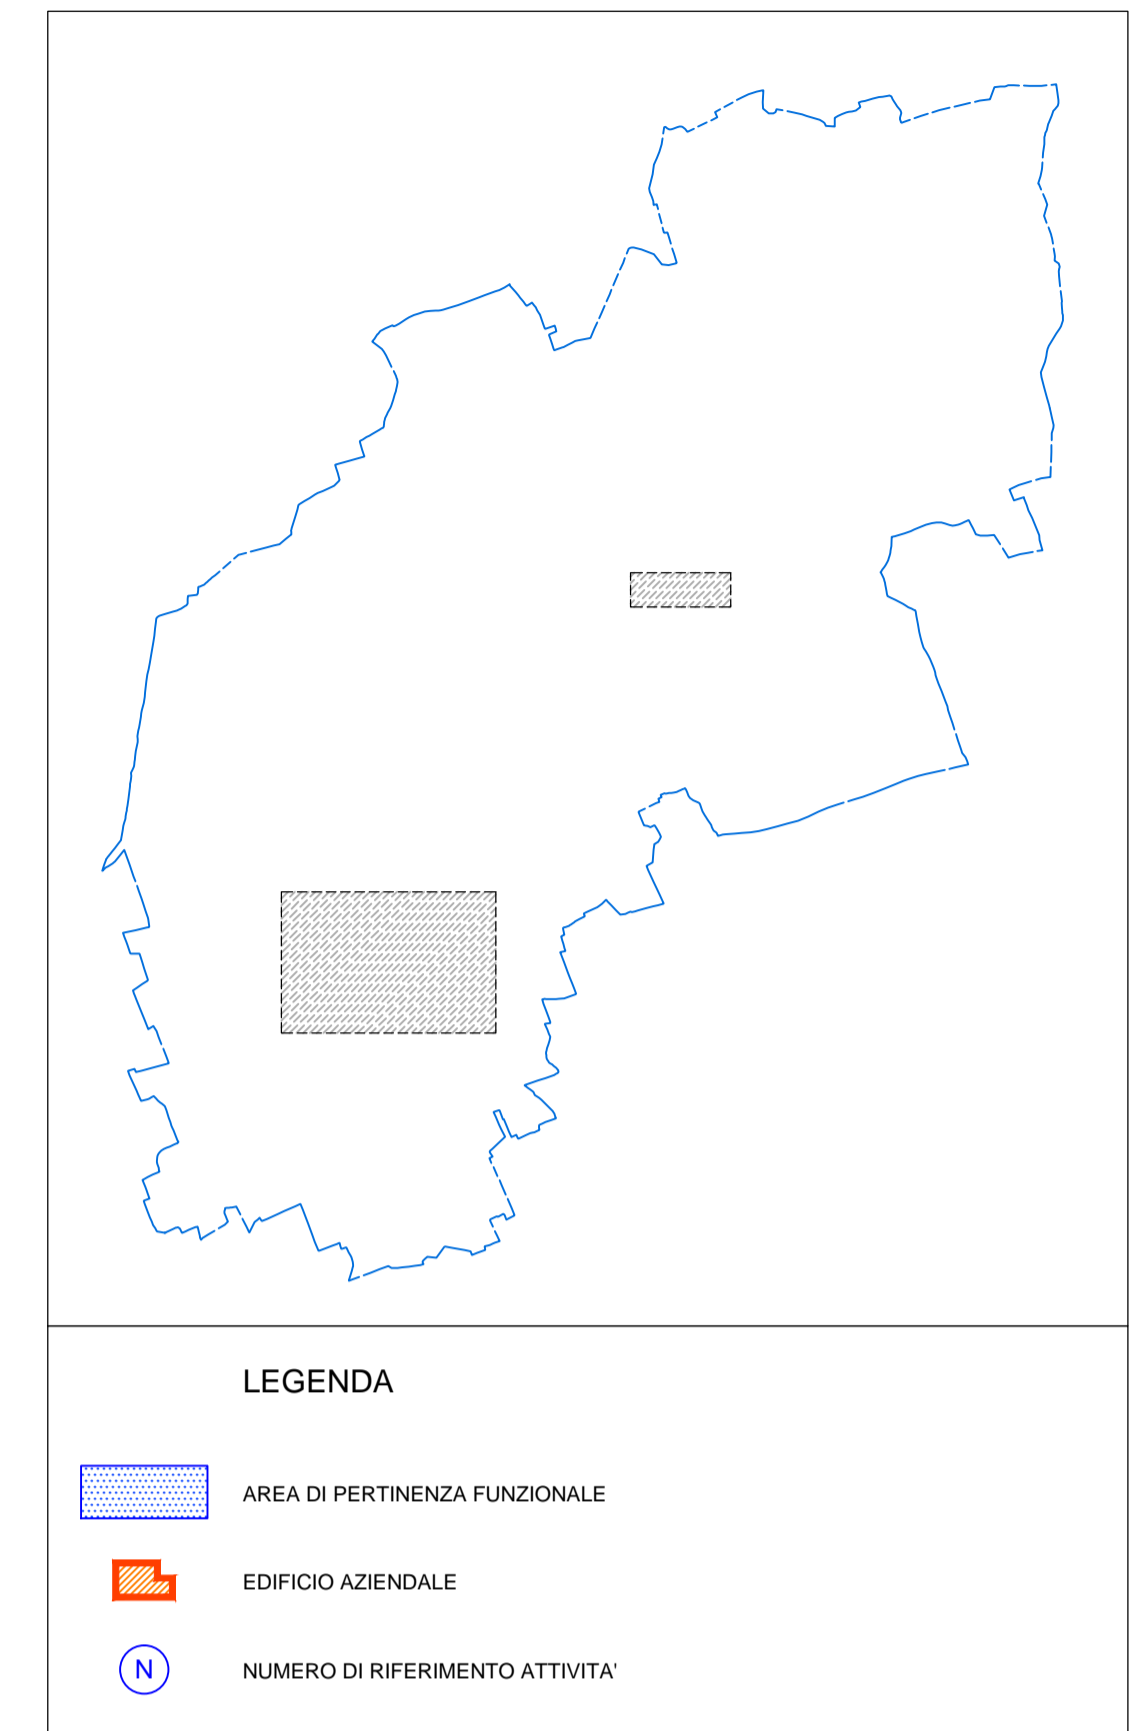 LEGENDA
AREA DI PERTINENZA FUNZIONALE
EDIFICIO AZIENDALE
N
NUMERO DI RIFERIMENTO ATTIVITA'